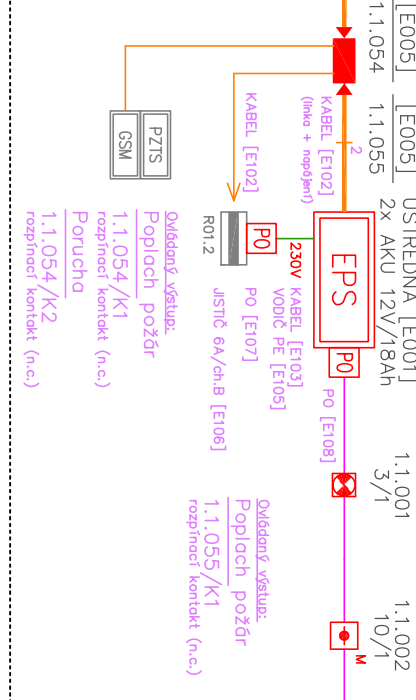 [E005]
1.1.054
[E005]
1.1.055
ÚSTŘEDNA [E001]
2x AKU 12V/18Ah
1.1.001
3/1
1.1.002
10/1
2
KABEL [E102]
(linka + napájení)
EPS
PO
PO [E108]
M
KABEL [E102]
230V
KABEL [E103]
VODIČ PE [E105]
PO
PO [E107]
R01.2
JISTIČ 6A/ch.B [E106]
PZTS
GSM
Ovládaný výstup:
Poplach požár
1.1.054/K1
rozpínací kontakt (n.c.)
Porucha
1.1.054/K2
rozpínací kontakt (n.c.)
Ovládaný výstup:
Poplach požár
1.1.055/K1
rozpínací kontakt (n.c.)